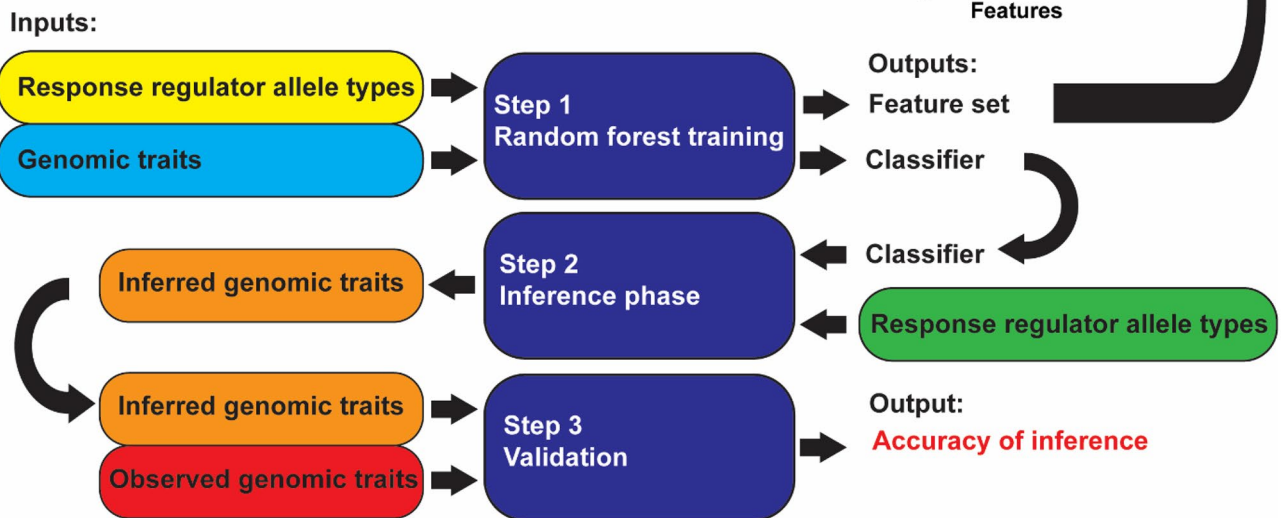 Features
Inputs:
Response regulator allele types
Genomic traits
Step 1
Random forest training
Outputs:
Feature set
Classifier
Inferred genomic traits
Step 2
Inference phase
Classifier
Response regulator allele types
Inferred genomic traits
Observed genomic traits
Step 3
Validation
Output:
Accuracy of inference